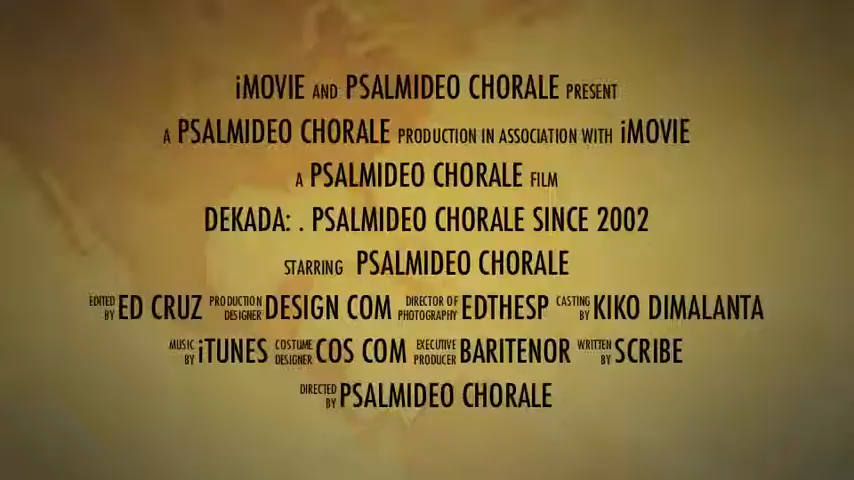 iMOVIE AND PSALMIDEO CHORALE PRESENT
A PSALMIDEO CHORALE PRODUCTION IN ASSOCIATION WITH iMOVIE
A PSALMIDEO CHORALE FILM
DEKADA: . PSALMIDEO CHORALE SINCE 2002
STARRING PSALMIDEO CHORALE
EDITED BY ED CRUZ PRODUCTION DESIGNER DESIGN COM DIRECTOR OF PHOTOGRAPHY EDTHESP CASTING BY KIKO DIMALANTA
MUSIC BY iTUNES COSTUME DESIGNER COS COM EXECUTIVE PRODUCER BARITENOR WRITTEN BY SCRIBE
DIRECTED BY PSALMIDEO CHORALE